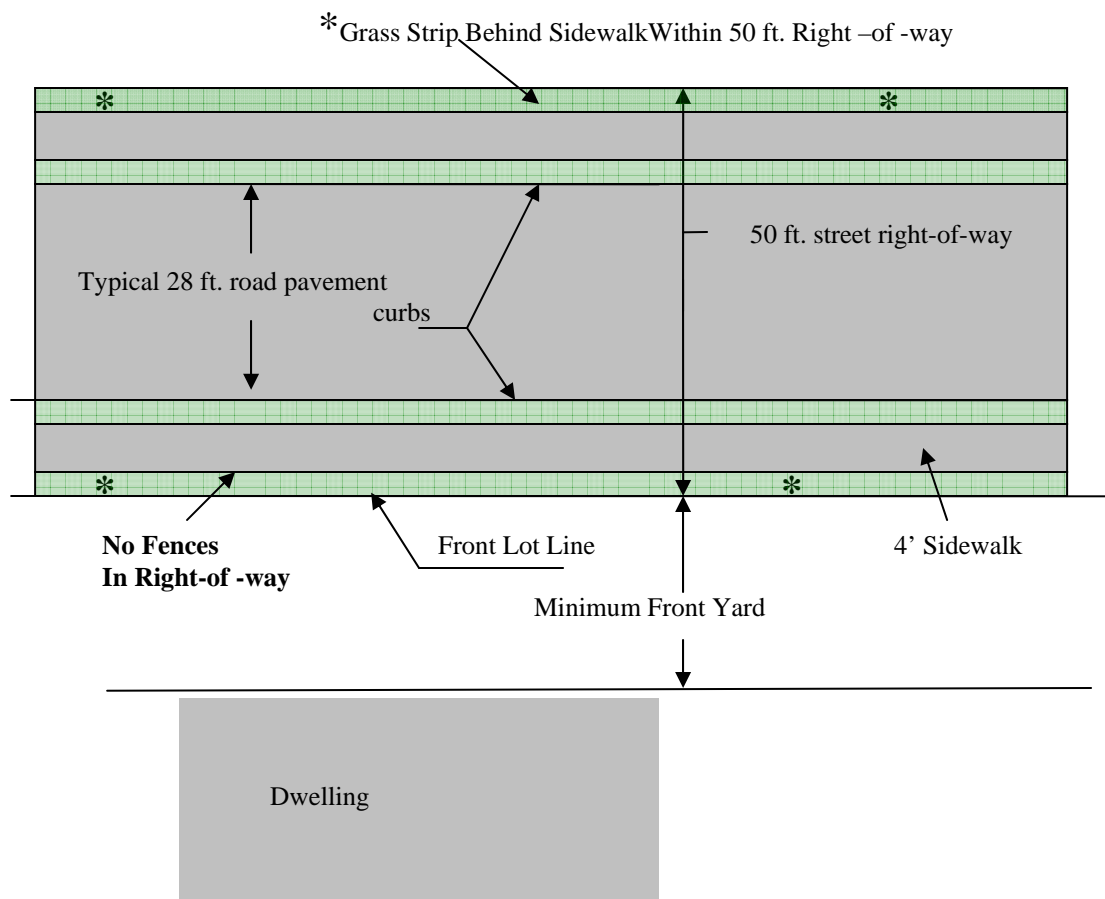 *Grass Strip Behind SidewalkWithin 50 ft. Right –of -way
*
*
50 ft. street right-of-way
Typical 28 ft. road pavement
curbs
*
*
No Fences
In Right-of -way
Front Lot Line
4’ Sidewalk
Minimum Front Yard
Dwelling